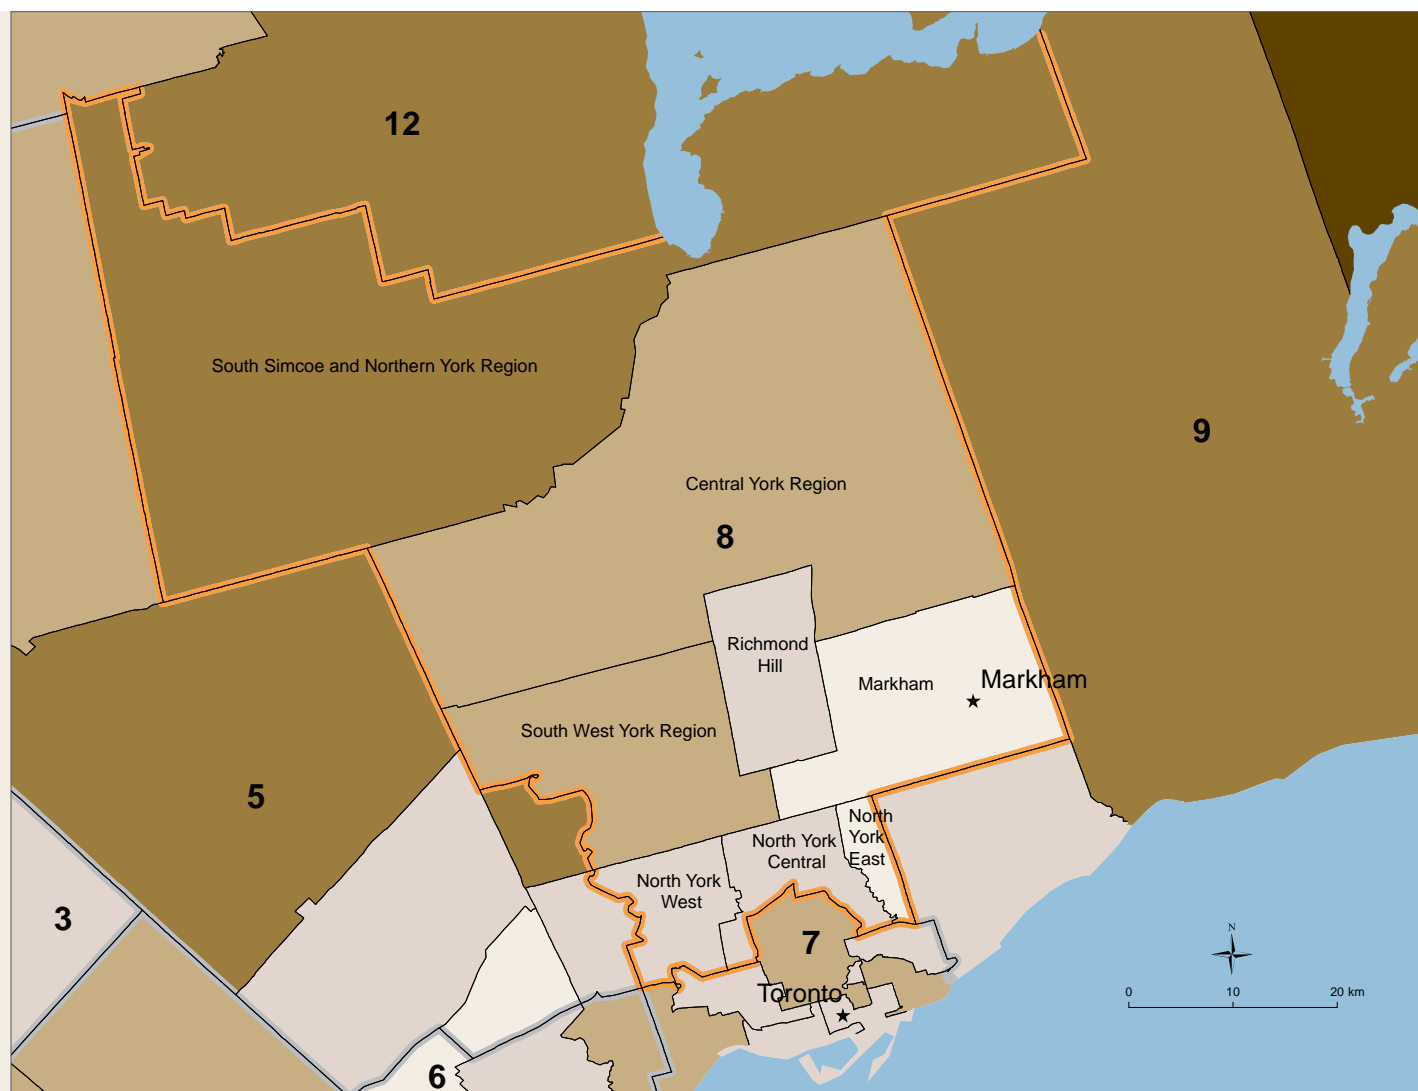 12
South Simcoe and Northern York Region
9
Central York Region
8
Richmond
Hill
Markham
Markham
South West York Region
5
North
York
East
North York
Central
North York
West
3
7
N
Toronto
0
10
20 km
6